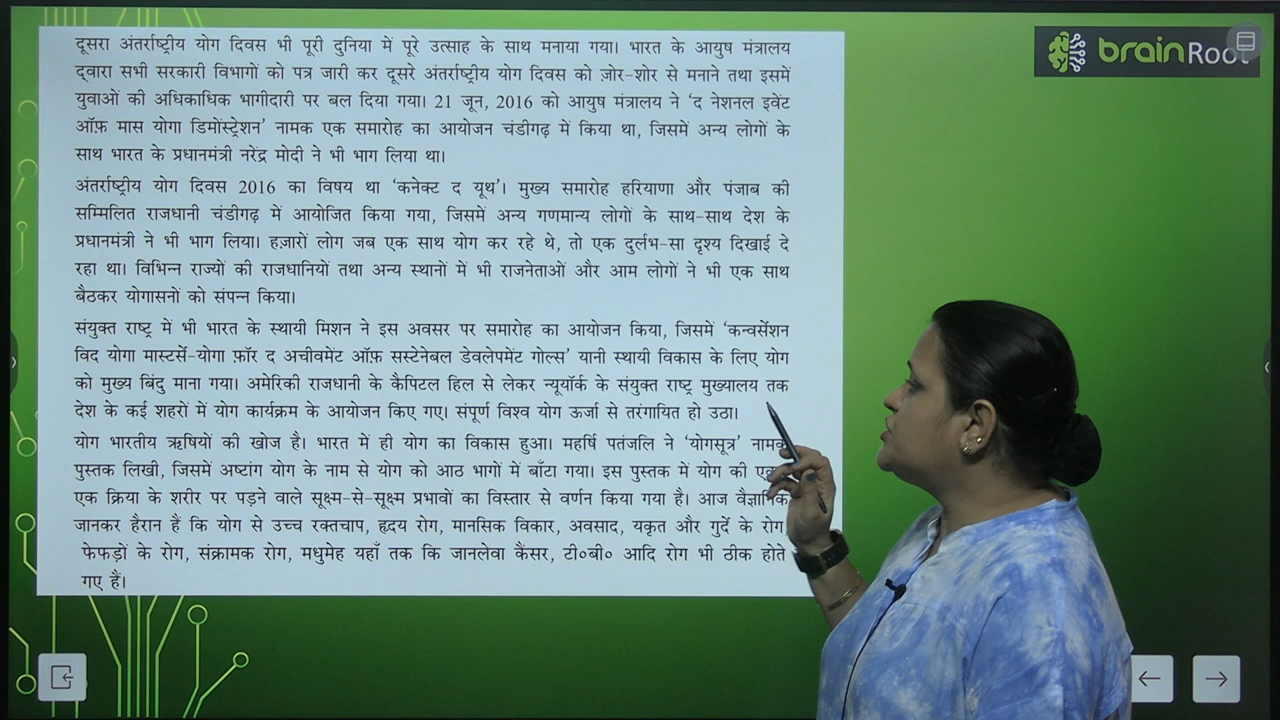 दूसरा अंतर्राष्ट्रीय योग दिवस भी पूरी दुनिया में पूरे उत्साह के साथ मनाया गया। भारत के आयुष मंत्रालय
द्वारा सभी सरकारी विभागों को पत्र जारी कर दूसरे अंतर्राष्ट्रीय योग दिवस को ज़ोर-शोर से मनाने तथा इसमें
युवाओं की अधिकाधिक भागीदारी पर बल दिया गया। 21 जून, 2016 को आयुष मंत्रालय ने ‘द नेशनल इवेंट
ऑफ़ मास योगा डिमोंस्ट्रेशन’ नामक एक समारोह का आयोजन चंडीगढ़ में किया था, जिसमें अन्य लोगों के
साथ भारत के प्रधानमंत्री नरेंद्र मोदी ने भी भाग लिया था।
अंतर्राष्ट्रीय योग दिवस 2016 का विषय था ‘कनेक्ट द यूथ’। मुख्य समारोह हरियाणा और पंजाब की
सम्मिलित राजधानी चंडीगढ़ में आयोजित किया गया, जिसमें अन्य गणमान्य लोगों के साथ-साथ देश के
प्रधानमंत्री ने भी भाग लिया। हज़ारों लोग जब एक साथ योग कर रहे थे, तो एक दुर्लभ-सा दृश्य दिखाई दे
रहा था। विभिन्न राज्यों की राजधानियों तथा अन्य स्थानों में भी राजनेताओं और आम लोगों ने भी एक साथ
बैठकर योगासनों को संपन्न किया।
संयुक्त राष्ट्र में भी भारत के स्थायी मिशन ने इस अवसर पर समारोह का आयोजन किया, जिसमें ‘कन्वर्सेशन
विद योगा मास्टर्स-योगा फ़ॉर द अचीवमेंट ऑफ़ सस्टेनेबल डेवलेपमेंट गोल्स’ यानी स्थायी विकास के लिए योग
को मुख्य बिंदु माना गया। अमेरिकी राजधानी के कैपिटल हिल से लेकर न्यूयॉर्क के संयुक्त राष्ट्र मुख्यालय तक
देश के कई शहरों में योग कार्यक्रम के आयोजन किए गए। संपूर्ण विश्व योग ऊर्जा से तरंगायित हो उठा।
योग भारतीय ऋषियों की खोज है। भारत में ही योग का विकास हुआ। महर्षि पतंजलि ने ‘योगसूत्र’ नामक
पुस्तक लिखी, जिसमें अष्टांग योग के नाम से योग को आठ भागों में बाँटा गया। इस पुस्तक में योग की
एक क्रिया के शरीर पर पड़ने वाले सूक्ष्म-से-सूक्ष्म प्रभावों का विस्तार से वर्णन किया गया है। आज वैज्ञानिक
जानकर हैरान हैं कि योग से उच्च रक्तचाप, हृदय रोग, मानसिक विकार, अवसाद, यकृत और गुर्दे के रोग
फेफड़ों के रोग, संक्रामक रोग, मधुमेह यहाँ तक कि जानलेवा कैंसर, टी०बी० आदि रोग भी ठीक होते
गए हैं।
brainRoot